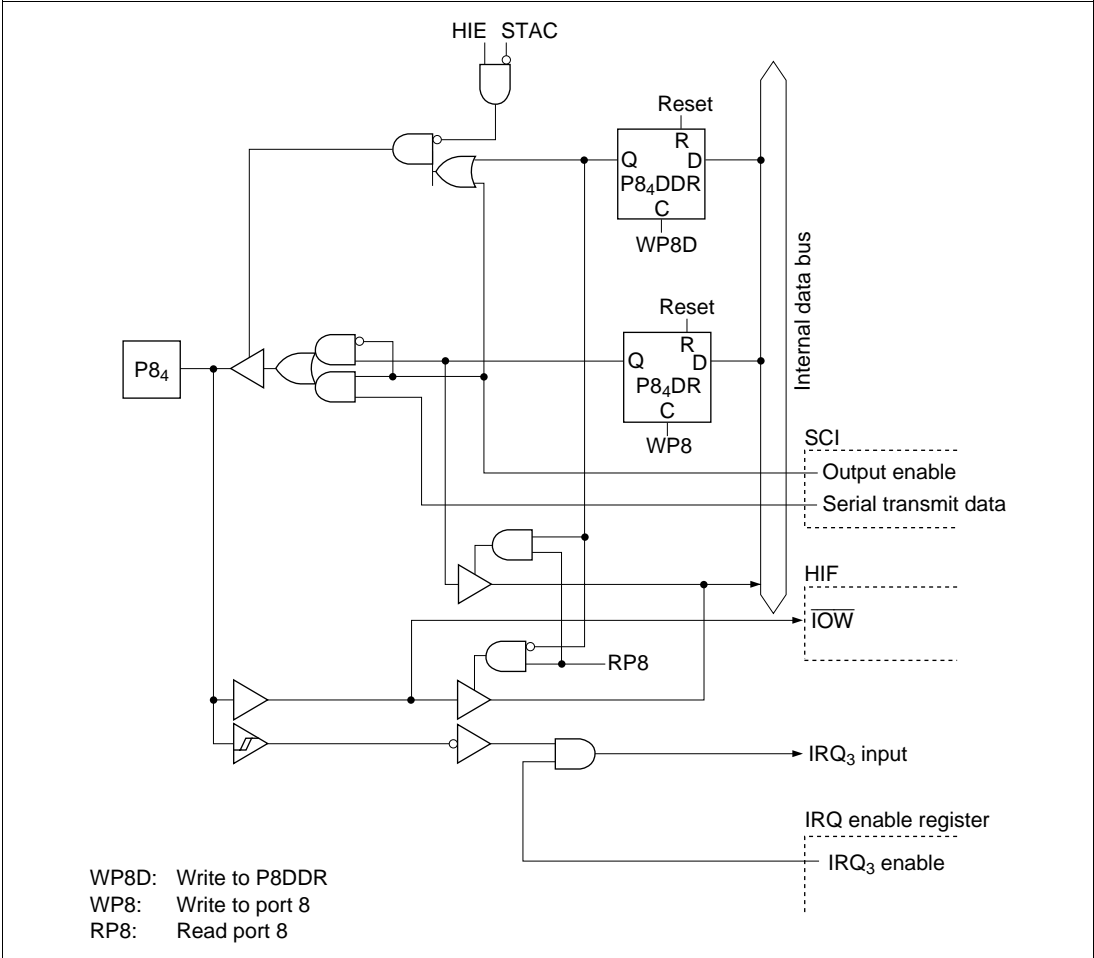 HIE STAC
Reset
R
Q D
P8₄DDR
C
WP8D
Internal data bus
Reset
R
Q D
P8₄DR
C
WP8
P8₄
SCI
Output enable
Serial transmit data
HIF
I̅O̅W̅
RP8
IRQ₃ input
IRQ enable register
IRQ₃ enable
WP8D: Write to P8DDR
WP8: Write to port 8
RP8: Read port 8